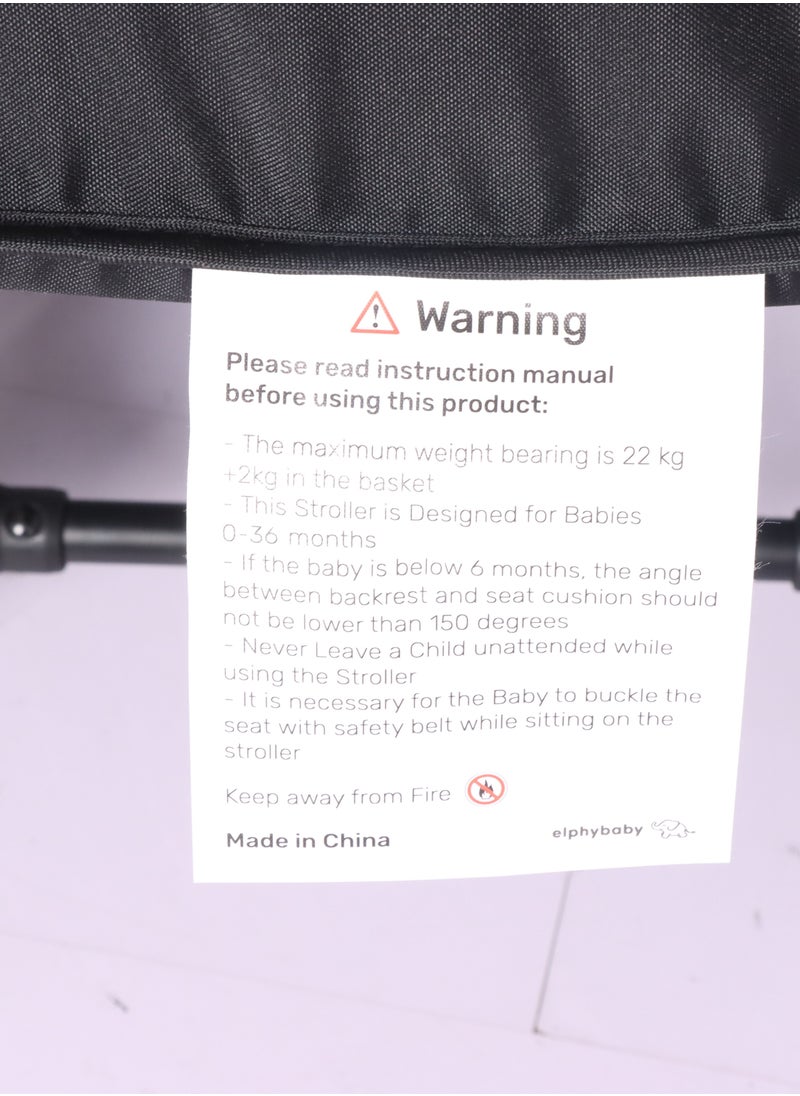 Warning
Please read instruction manual
before using this product:
- The maximum weight bearing is 22 kg
+2kg in the basket
- This Stroller is Designed for Babies
0-36 months
- If the baby is below 6 months, the angle
between backrest and seat cushion should
not be lower than 150 degrees
- Never Leave a Child unattended while
using the Stroller
- It is necessary for the Baby to buckle the
seat with safety belt while sitting on the
stroller
Keep away from Fire
Made in China
elphybaby